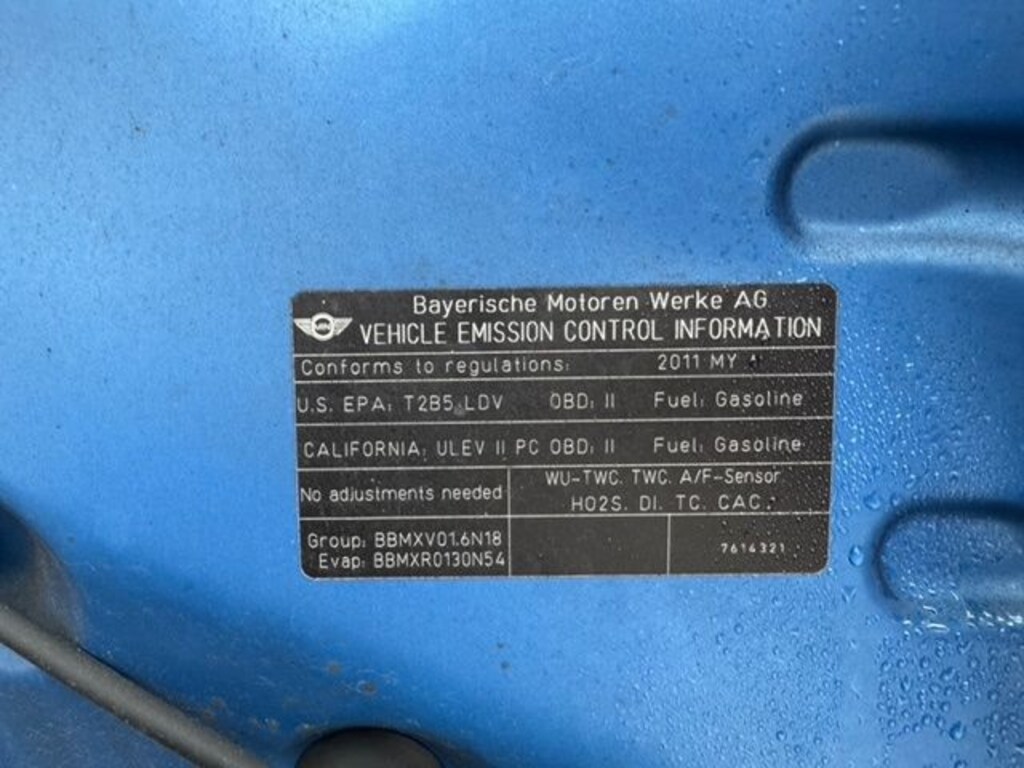 Bayerische Motoren Werke AG
MINI
VEHICLE EMISSION CONTROL INFORMATION
Conforms to regulations: 2011 MY
U.S. EPA: T2B5 LDV OBD: II Fuel: Gasoline
CALIFORNIA: ULEV II PC OBD: II Fuel: Gasoline
No adjustments needed
WU-TWC. TWC. A/F-Sensor
HO2S. DI. TC. CAC.
Group: BBMXV01.6N18
Evap: BBMXR0130N54
7614321